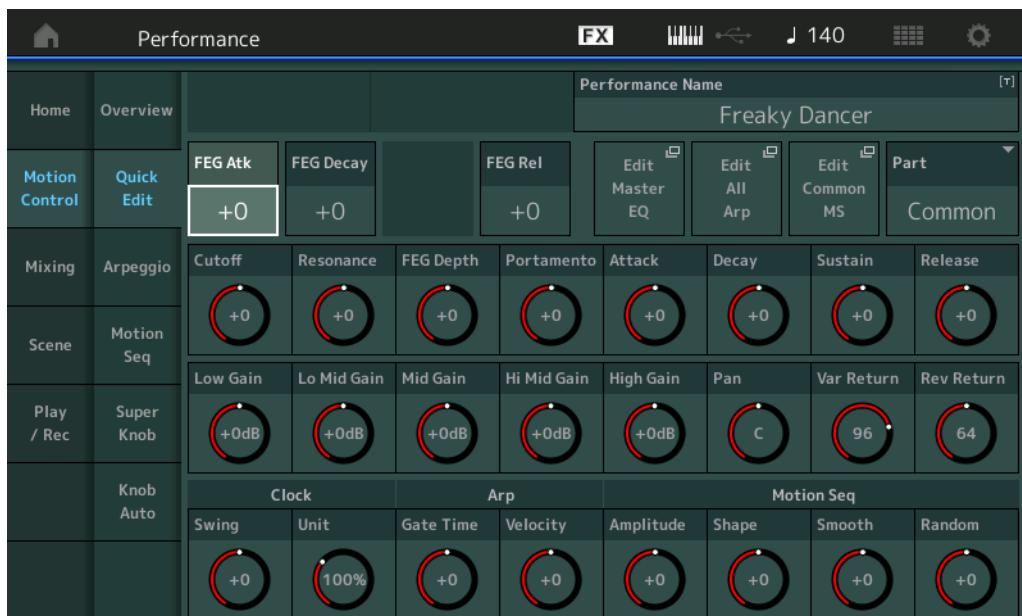 Performance
FX
♩ 140
Performance Name
[T]
Freaky Dancer
Home
Overview
Motion
Control
Quick
Edit
Mixing
Arpeggio
Scene
Motion
Seq
Play
/ Rec
Super
Knob
Knob
Auto
FEG Atk
+0
FEG Decay
+0
FEG Rel
+0
Edit
Master
EQ
Edit
All
Arp
Edit
Common
MS
Part
Common
Cutoff
Resonance
FEG Depth
Portamento
Attack
Decay
Sustain
Release
+0
+0
+0
+0
+0
+0
+0
+0
Low Gain
Lo Mid Gain
Mid Gain
Hi Mid Gain
High Gain
Pan
Var Return
Rev Return
+0dB
+0dB
+0dB
+0dB
+0dB
C
96
64
Clock
Arp
Motion Seq
Swing
Unit
Gate Time
Velocity
Amplitude
Shape
Smooth
Random
+0
100%
+0
+0
+0
+0
+0
+0